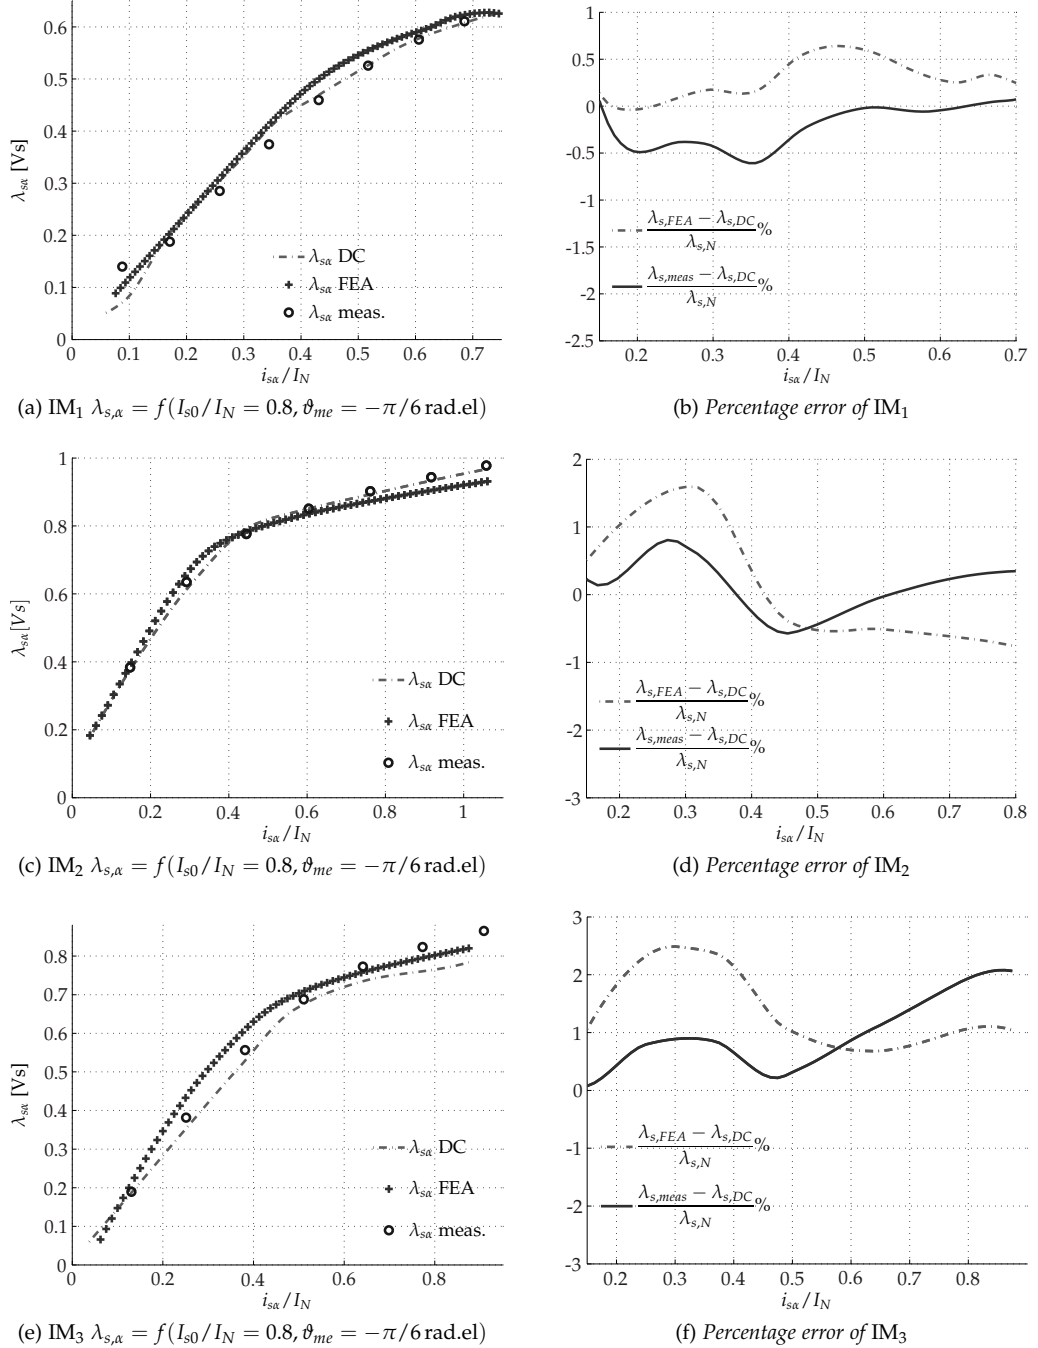 0.6
0.5
0.4
0.3
0.2
0.1
0
λsα [Vs]
λsα DC
λsα FEA
λsα meas.
0 0.1 0.2 0.3 0.4 0.5 0.6 0.7
isα/IN
(a) IM1 λs,α = f(Is0/IN = 0.8, ϑme = −π/6 rad.el)
1
0.5
0
-0.5
-1
-1.5
-2
-2.5
λs,FEA − λs,DC
λs,N
%
λs,meas − λs,DC
λs,N
%
0.2 0.3 0.4 0.5 0.6 0.7
isα/IN
(b) Percentage error of IM1
1
0.8
0.6
0.4
0.2
0
λsα[Vs]
λsα DC
λsα FEA
λsα meas.
0 0.2 0.4 0.6 0.8 1
isα/IN
(c) IM2 λs,α = f(Is0/IN = 0.8, ϑme = −π/6 rad.el)
2
1
0
-1
-2
-3
λs,FEA − λs,DC
λs,N
%
λs,meas − λs,DC
λs,N
%
0.2 0.3 0.4 0.5 0.6 0.7 0.8
isα/IN
(d) Percentage error of IM2
0.8
0.7
0.6
0.5
0.4
0.3
0.2
0.1
0
λsα [Vs]
λsα DC
λsα FEA
λsα meas.
0 0.2 0.4 0.6 0.8
isα/IN
(e) IM3 λs,α = f(Is0/IN = 0.8, ϑme = −π/6 rad.el)
3
2
1
0
-1
-2
-3
λs,FEA − λs,DC
λs,N
%
λs,meas − λs,DC
λs,N
%
0.2 0.3 0.4 0.5 0.6 0.7 0.8
isα/IN
(f) Percentage error of IM3